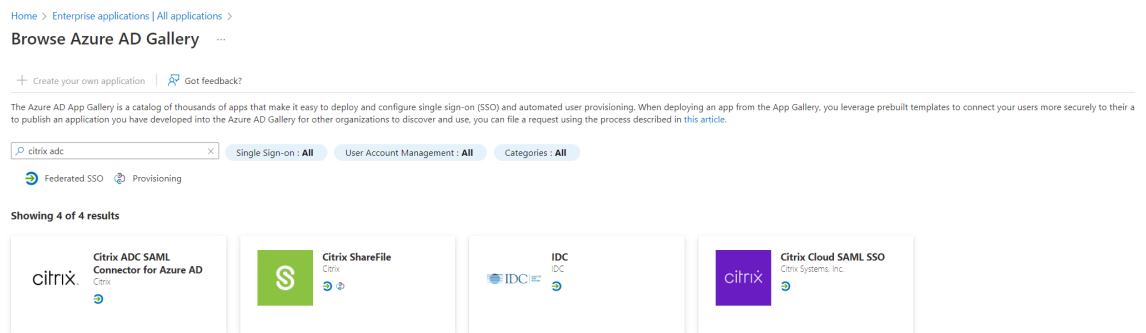 Home > Enterprise applications | All applications >
Browse Azure AD Gallery ...
+ Create your own application | Got feedback?
The Azure AD App Gallery is a catalog of thousands of apps that make it easy to deploy and configure single sign-on (SSO) and automated user provisioning. When deploying an app from the App Gallery, you leverage prebuilt templates to connect your users more securely to their a
to publish an application you have developed into the Azure AD Gallery for other organizations to discover and use, you can file a request using the process described in this article.
citrix adc × Single Sign-on : All User Account Management : All Categories : All
Federated SSO Provisioning
Showing 4 of 4 results
citrix.
Citrix ADC SAML
Connector for Azure AD
Citrix
S
Citrix ShareFile
Citrix
IDC
IDC
IDC
citrix
Citrix Cloud SAML SSO
Citrix Systems, Inc.